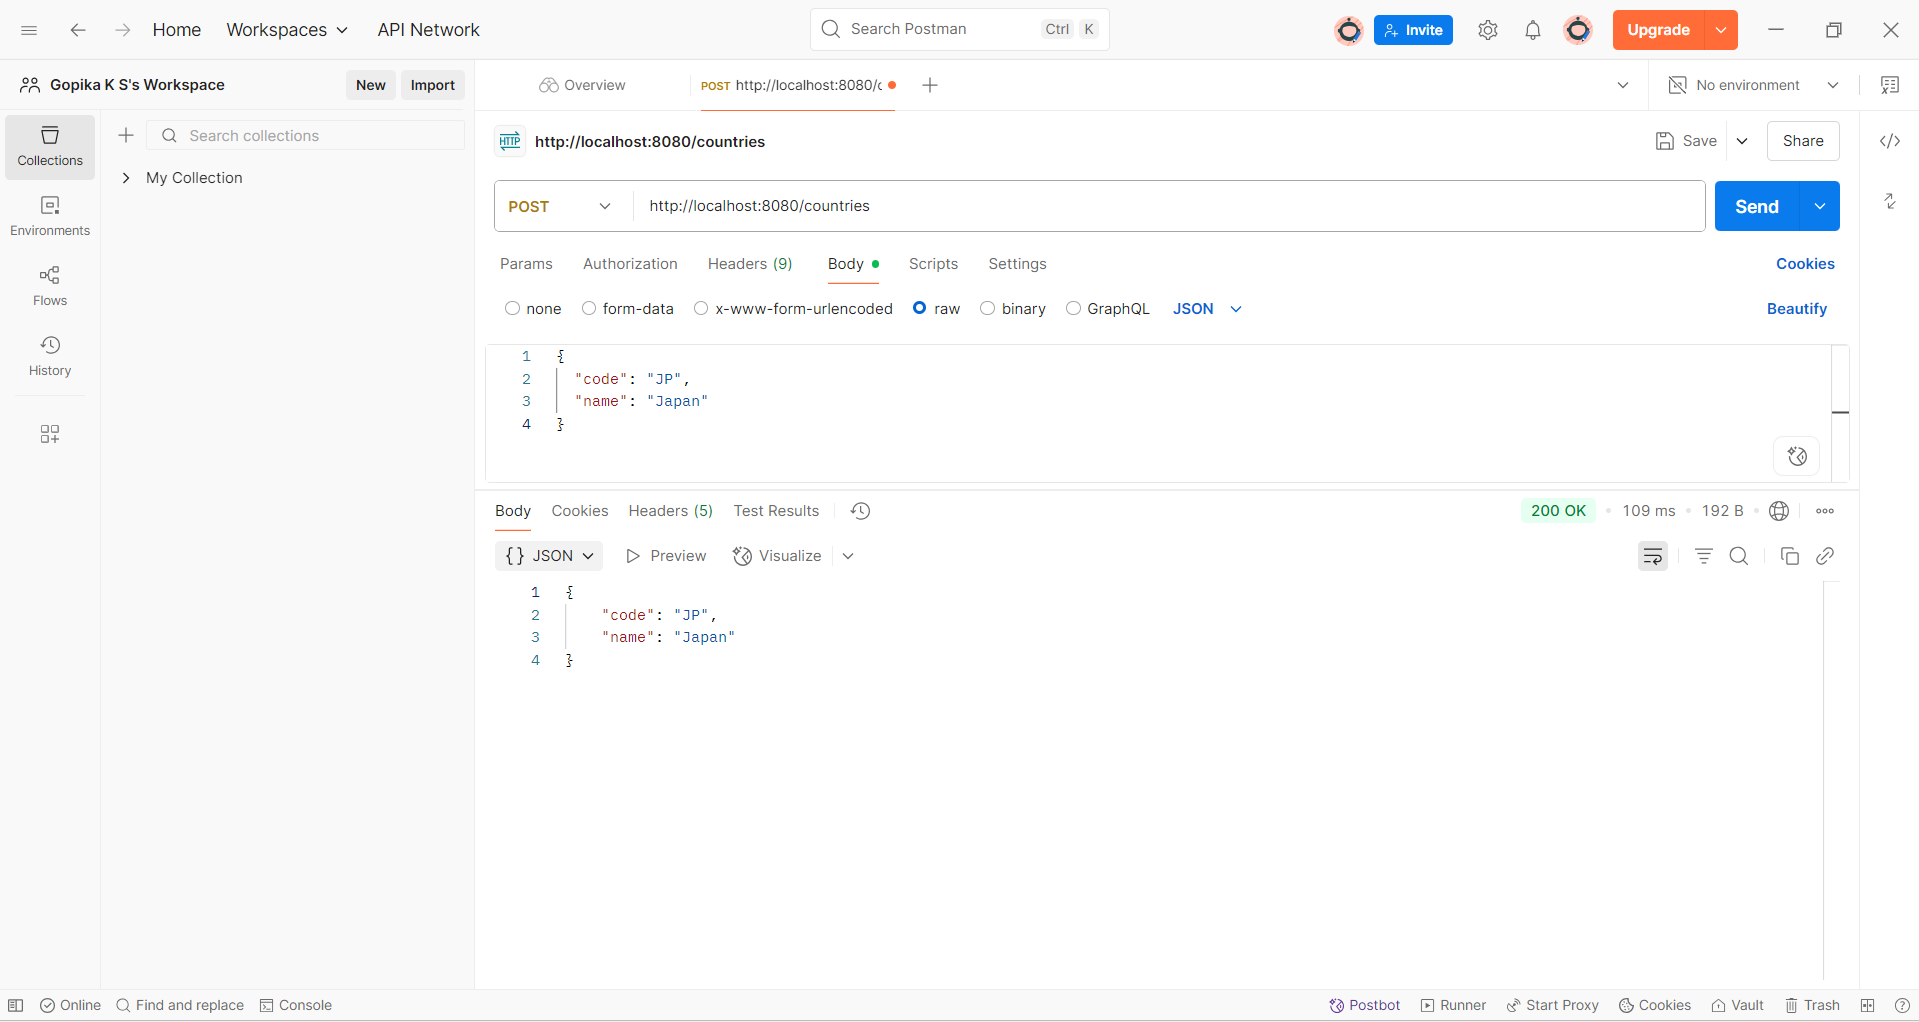 Home Workspaces API Network Search Postman Ctrl K Invite Upgrade
Gopika K S's Workspace New Import Overview POST http://localhost:8080/c No environment
Search collections
Collections
My Collection
Environments
Flows
History
HTTP http://localhost:8080/countries Save Share
POST http://localhost:8080/countries Send
Params Authorization Headers (9) Body Scripts Settings Cookies
none form-data x-www-form-urlencoded raw binary GraphQL JSON Beautify
1 {
2 "code": "JP",
3 "name": "Japan"
4 }
Body Cookies Headers (5) Test Results 200 OK 109 ms 192 B
{} JSON Preview Visualize
1 {
2 "code": "JP",
3 "name": "Japan"
4 }
Online Find and replace Console Postbot Runner Start Proxy Cookies Vault Trash